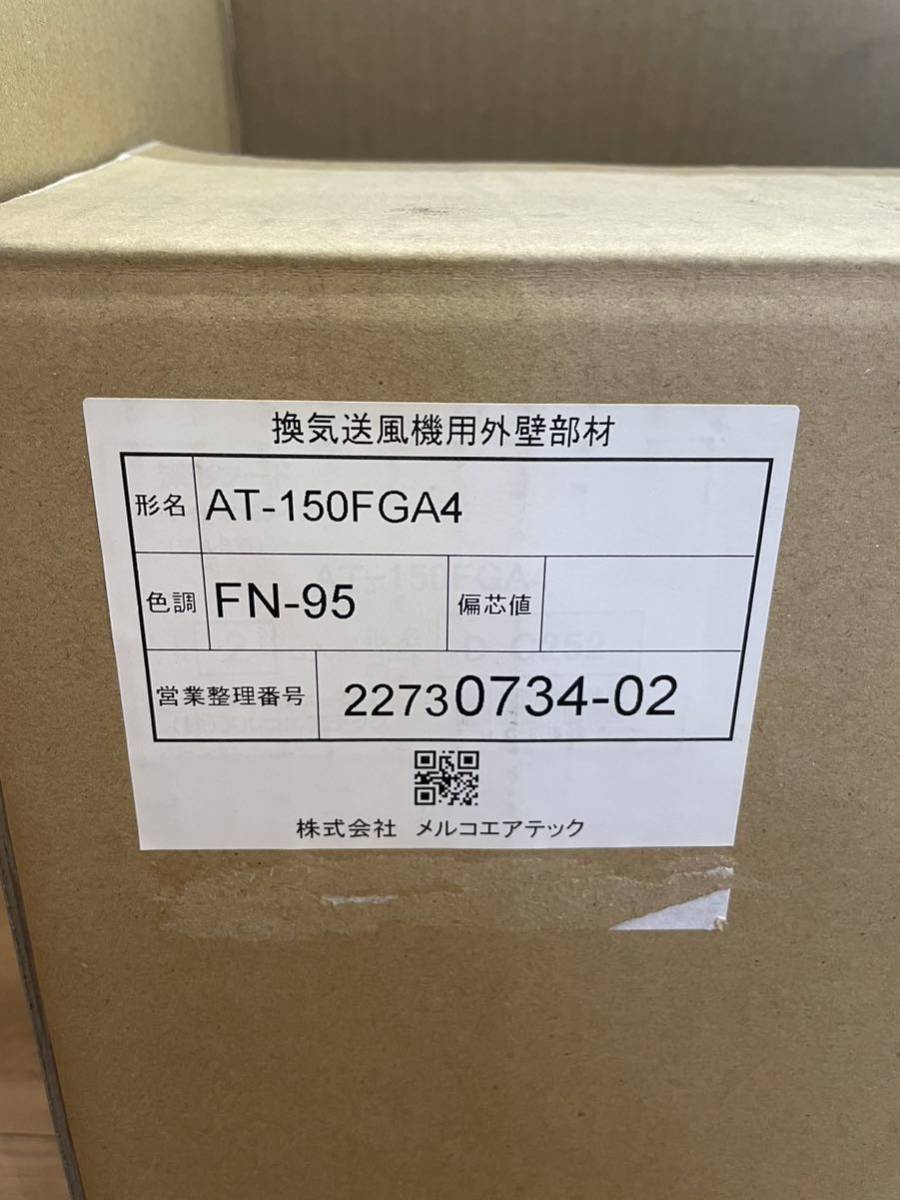 換気送風機用外壁部材
形名 AT-150FGA4
色調 FN-95 偏芯値
営業整理番号 22730734-02
株式会社 メルコエアテック